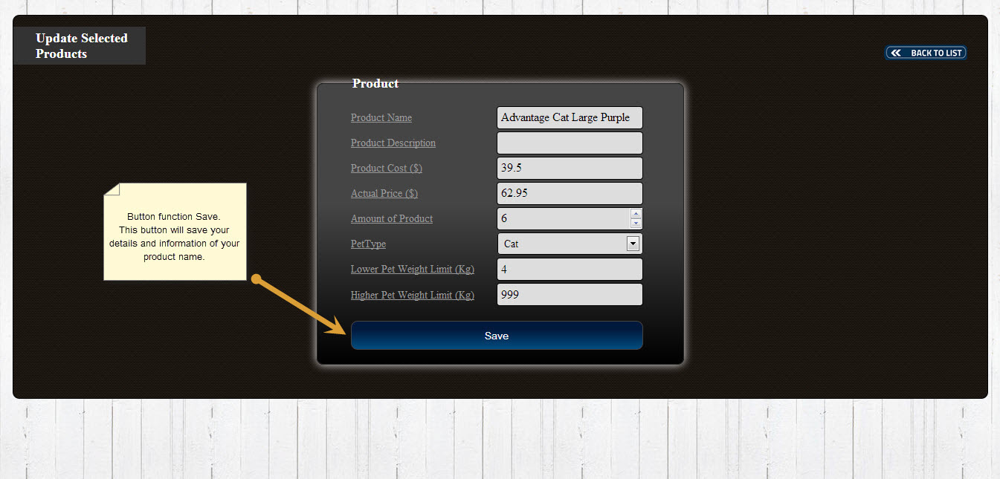 Update Selected
Products
BACK TO LIST
Product
Product Name
Advantage Cat Large Purple
Product Description
Product Cost ($)
39.5
Actual Price ($)
62.95
Amount of Product
6
PetType
Cat
Lower Pet Weight Limit (Kg)
4
Higher Pet Weight Limit (Kg)
999
Save
Button function Save.
This button will save your
details and information of your
product name.